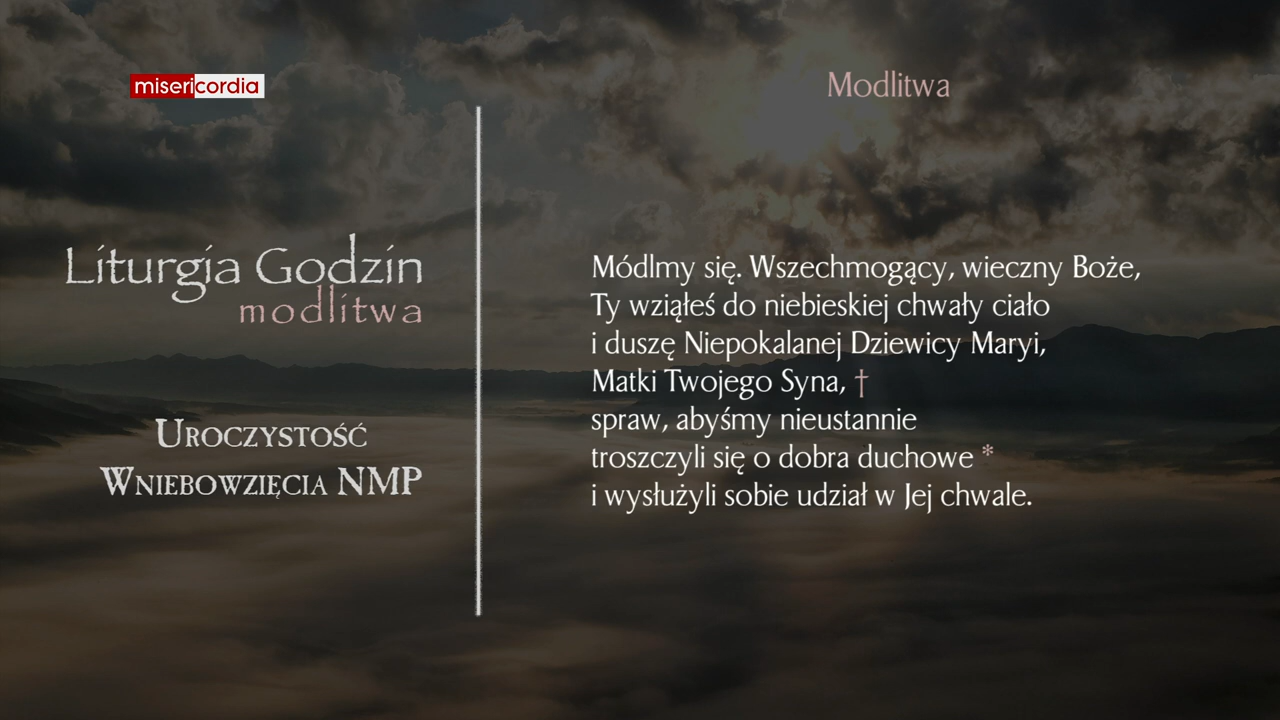 misericordia
Liturgia Godzin
modlitwa
Uroczystość
Wniebowzięcia NMP
Modlitwa
Módlmy się. Wszechmogący, wieczny Boże,
Ty wziąłeś do niebieskiej chwały ciało
i duszę Niepokalanej Dziewicy Maryi,
Matki Twojego Syna, †
spraw, abyśmy nieustannie
troszczyli się o dobra duchowe *
i wysłużyli sobie udział w Jej chwale.